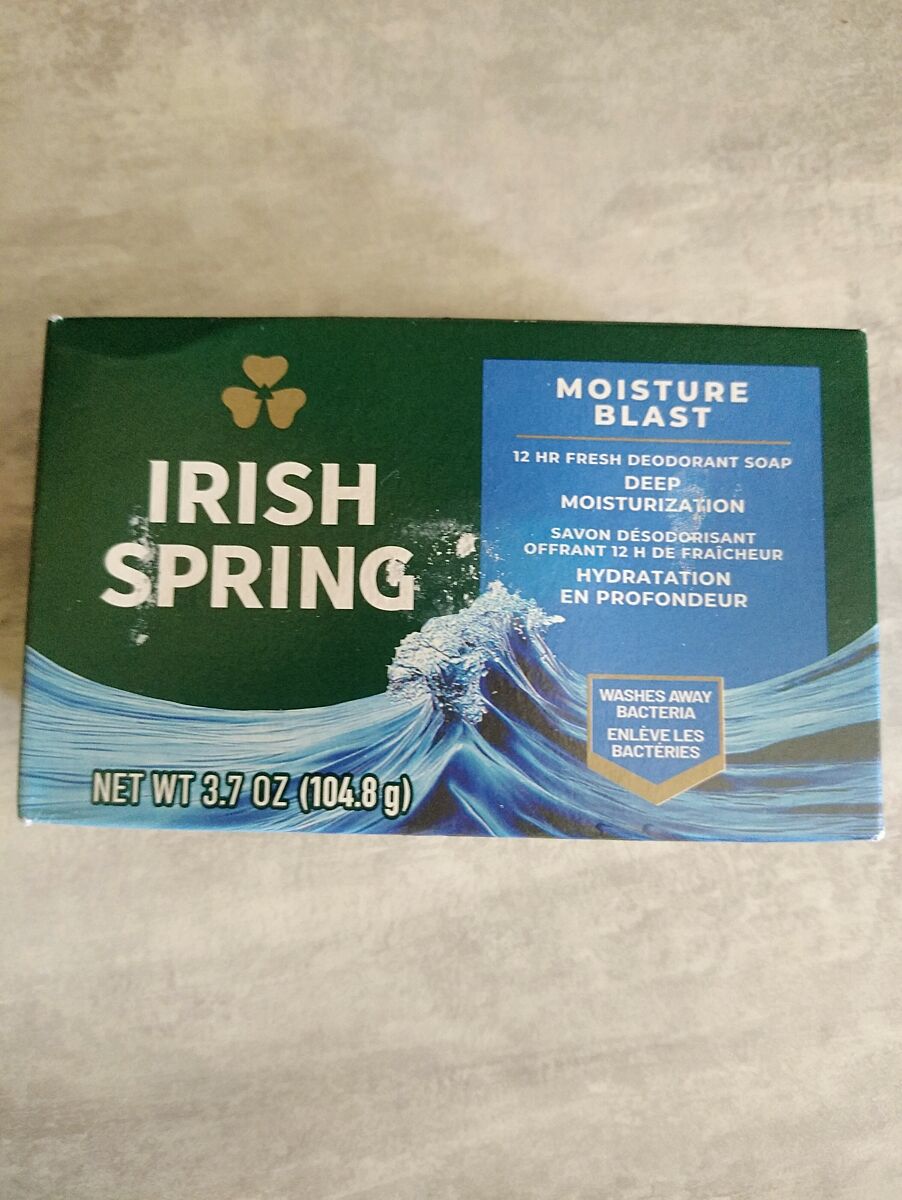 IRISH
SPRING
MOISTURE
BLAST
12 HR FRESH DEODORANT SOAP
DEEP
MOISTURIZATION
SAVON DÉSODORISANT
OFFRANT 12 H DE FRAÎCHEUR
HYDRATATION
EN PROFONDEUR
WASHES AWAY
BACTERIA
ENLÈVE LES
BACTÉRIES
NET WT 3.7 OZ (104.8 g)